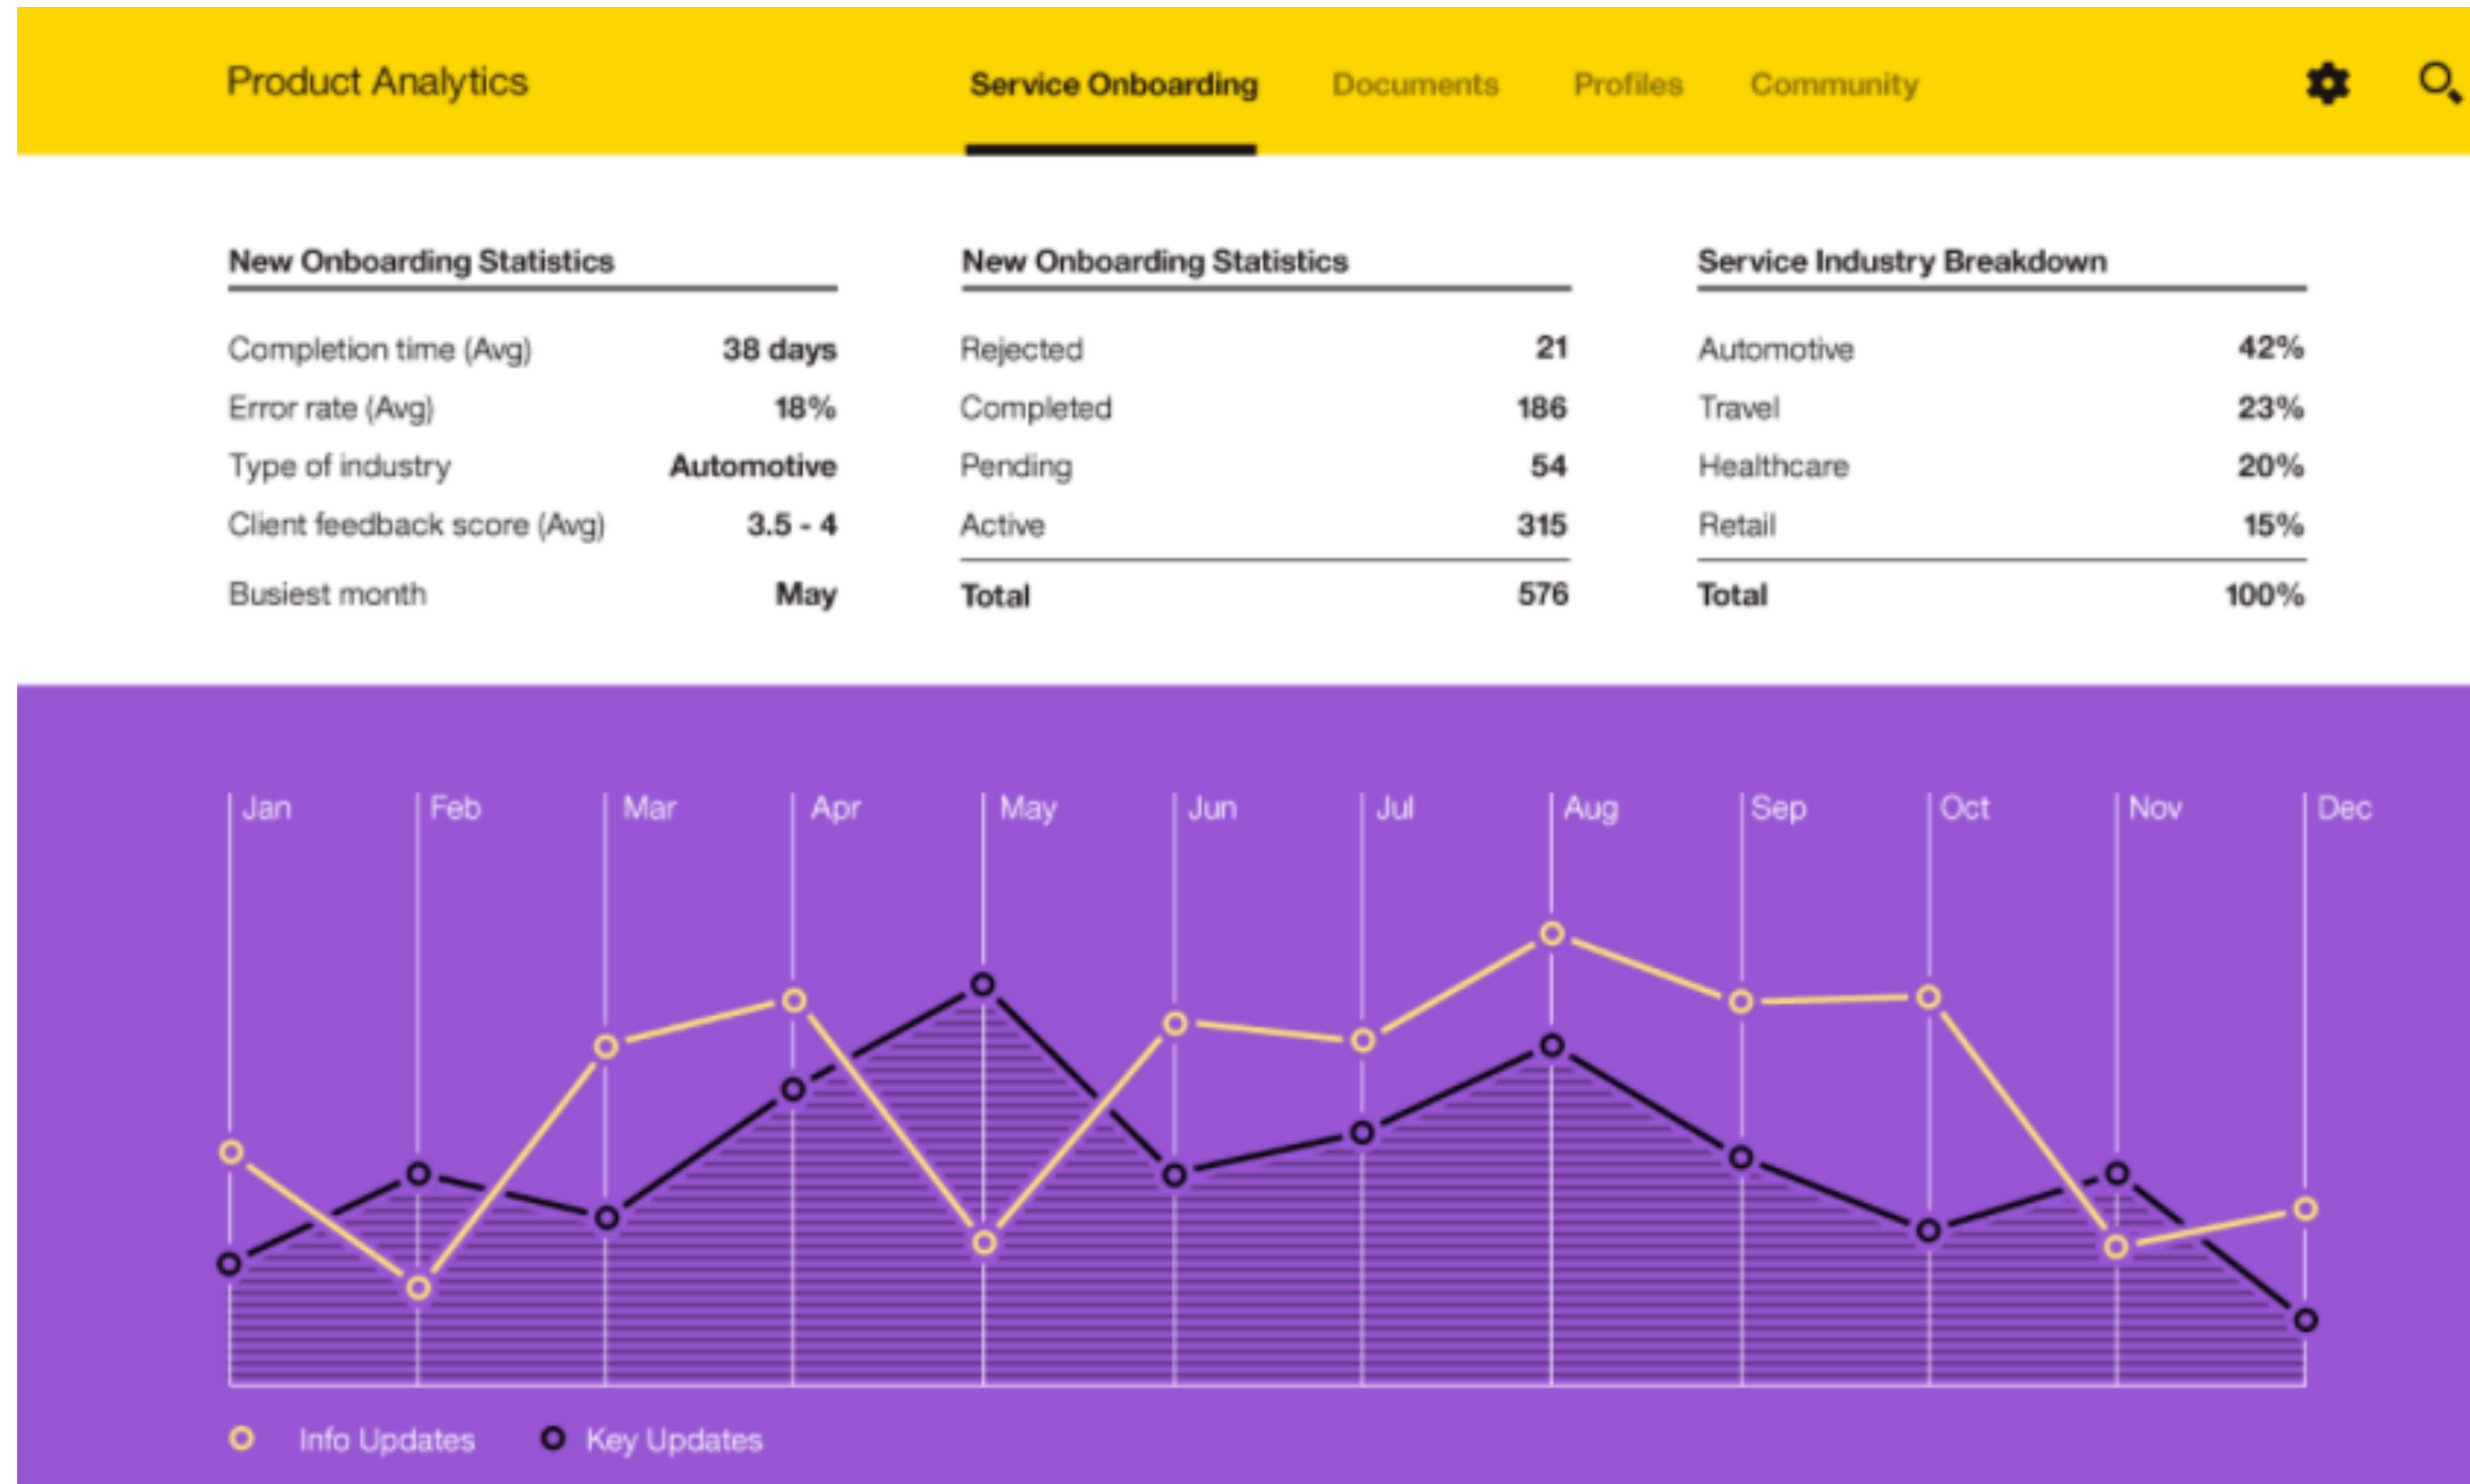 Product Analytics
Service Onboarding Documents Profiles Community
New Onboarding Statistics
Completion time (Avg) 38 days
Error rate (Avg) 18%
Type of industry Automotive
Client feedback score (Avg) 3.5 - 4
Busiest month May
New Onboarding Statistics
Rejected 21
Completed 186
Pending 54
Active 315
Total 576
Service Industry Breakdown
Automotive 42%
Travel 23%
Healthcare 20%
Retail 15%
Total 100%
Jan Feb Mar Apr May Jun Jul Aug Sep Oct Nov Dec
Info Updates Key Updates